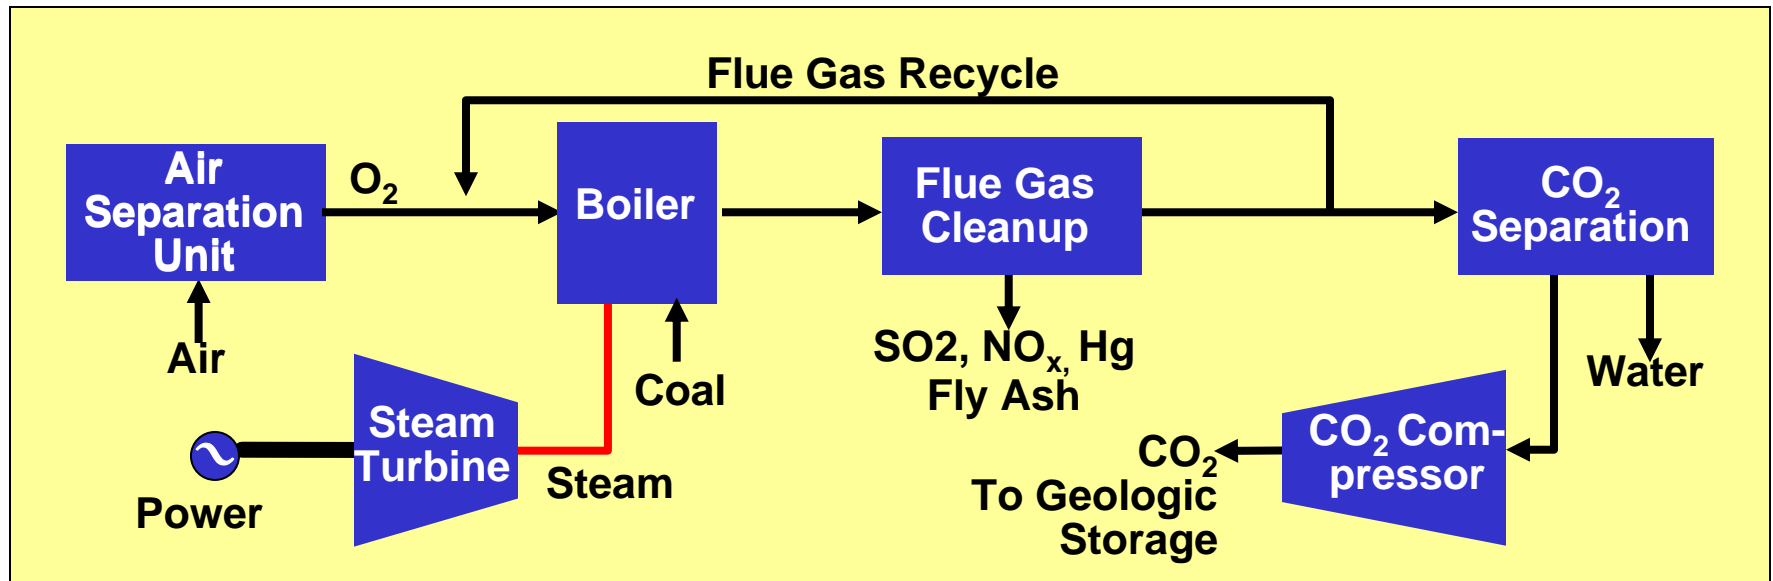 Flue Gas Recycle
Air
Separation
Unit
O₂
Boiler
Flue Gas
Cleanup
CO₂
Separation
Air
Coal
SO2, NOₓ, Hg
Fly Ash
Water
Steam
Turbine
Steam
Power
CO₂ Com-
pressor
CO₂
To Geologic
Storage